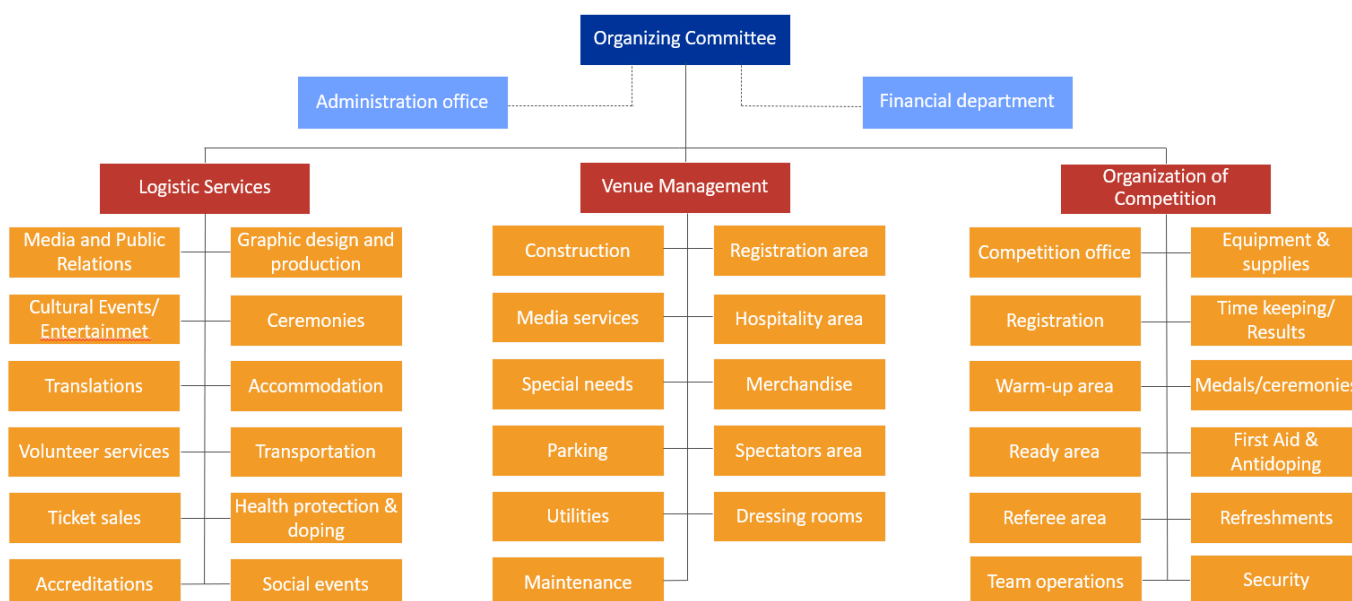 Organizing Committee
Administration office
Financial department
Logistic Services
Venue Management
Organization of
Competition
Media and Public
Relations
Graphic design and
production
Cultural Events/
Entertainmet
Ceremonies
Translations
Accommodation
Volunteer services
Transportation
Ticket sales
Health protection &
doping
Accreditations
Social events
Construction
Registration area
Media services
Hospitality area
Special needs
Merchandise
Parking
Spectators area
Utilities
Dressing rooms
Maintenance
Competition office
Equipment &
supplies
Registration
Time keeping/
Results
Warm-up area
Medals/ceremonies
Ready area
First Aid &
Antidoping
Referee area
Refreshments
Team operations
Security